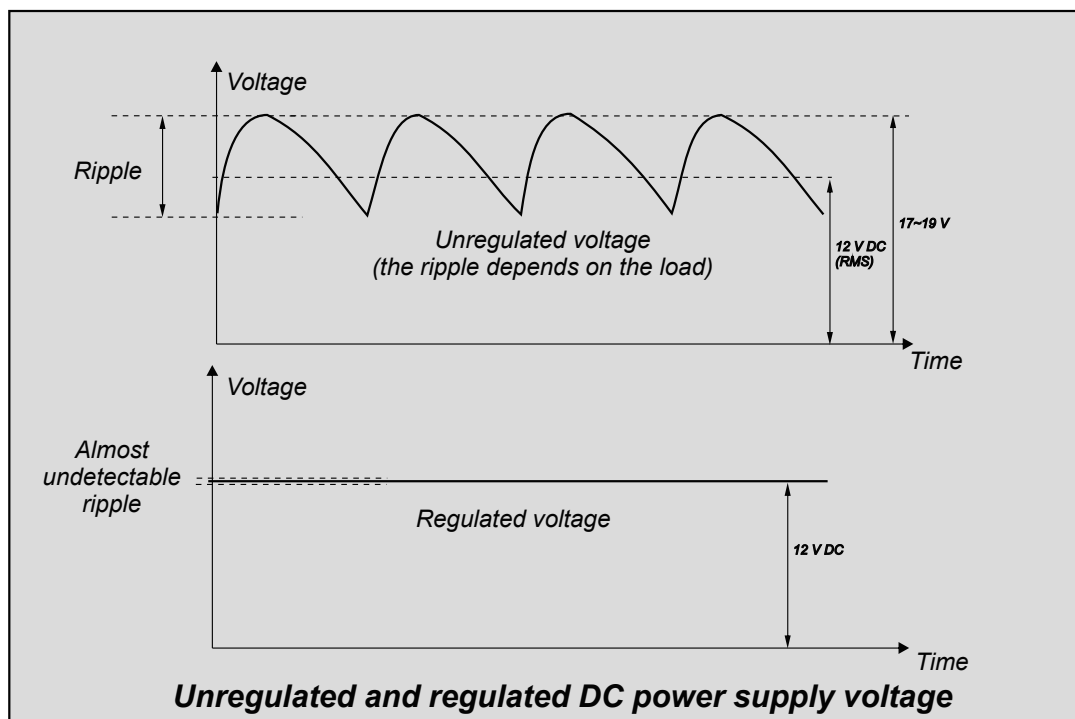 Voltage
Ripple
Unregulated voltage
(the ripple depends on the load)
12 V DC
(RMS)
17~19 V
Time
Voltage
Almost
undetectable
ripple
Regulated voltage
12 V DC
Time
Unregulated and regulated DC power supply voltage